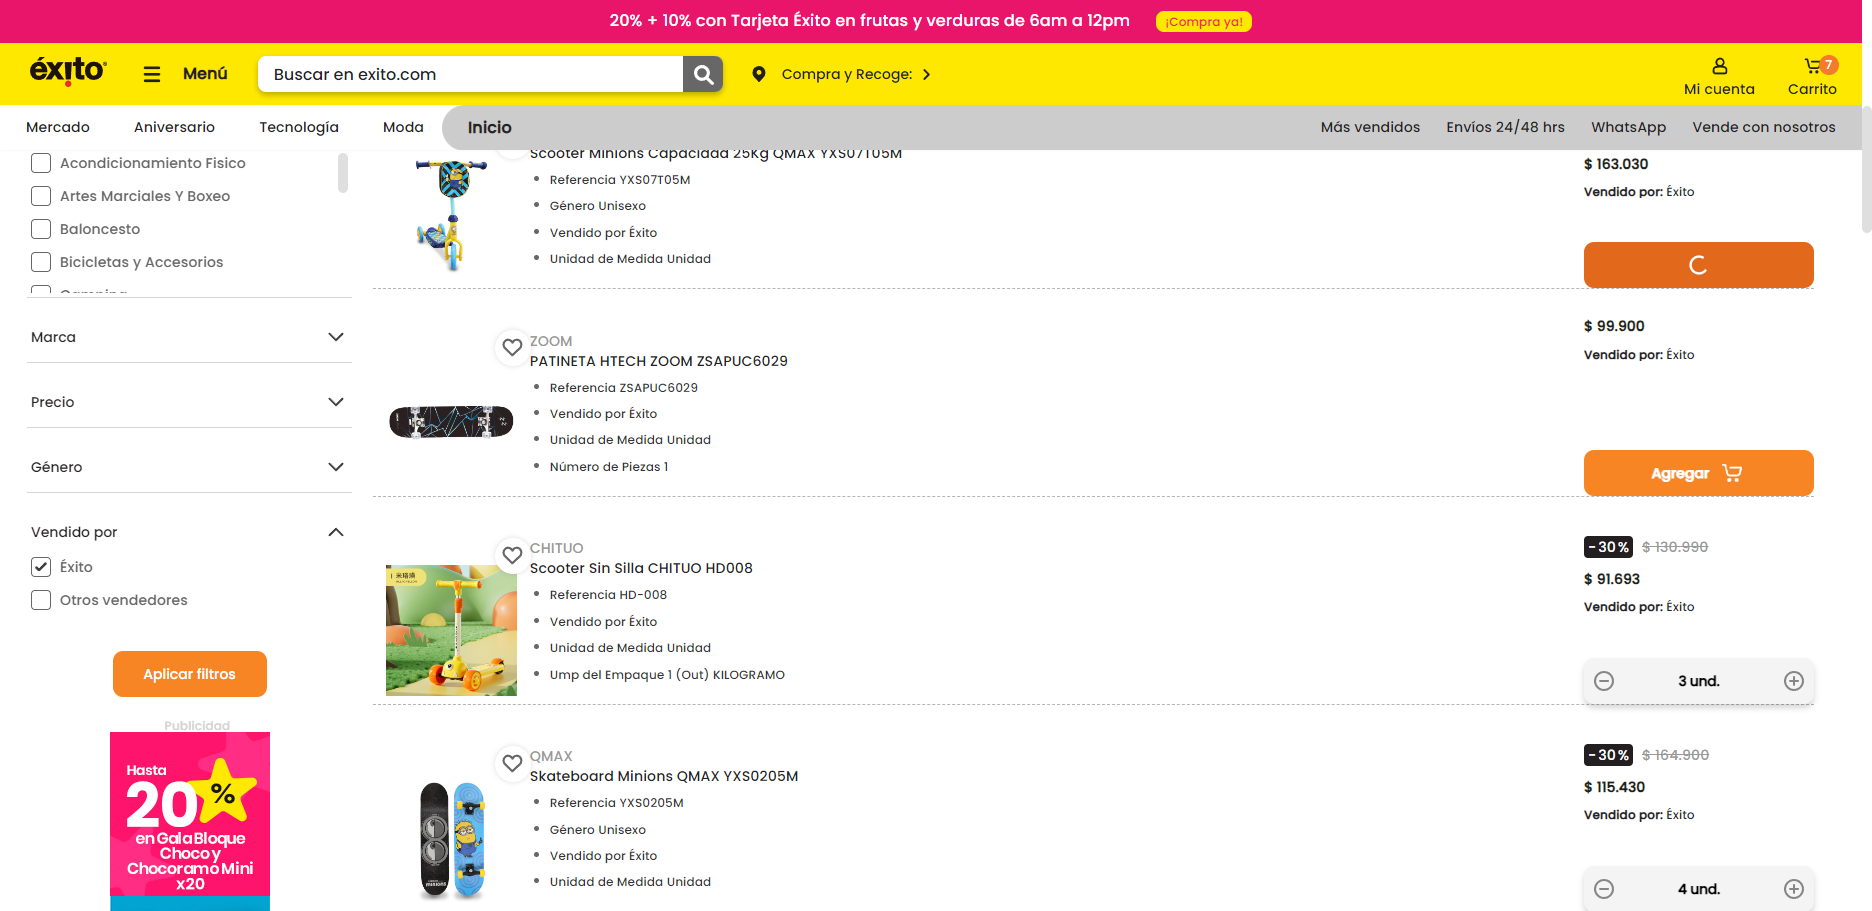 20% + 10% con Tarjeta Éxito en frutas y verduras de 6am a 12pm ¡Compra ya!
éxito
Menú
Buscar en exito.com
Compra y Recoge:
Mi cuenta
7
Carrito
Mercado
Aniversario
Tecnología
Moda
Inicio
Más vendidos
Envíos 24/48 hrs
WhatsApp
Vende con nosotros
Acondicionamiento Fisico
Artes Marciales Y Boxeo
Baloncesto
Bicicletas y Accesorios
Camping
Marca
Precio
Género
Vendido por
Éxito
Otros vendedores
Aplicar filtros
Publicidad
Hasta
20%
en Gala Bloque
Choco y
Chocoramo Mini
x20
Scooter Minions Capacidad 25Kg QMAX YXS07T05M
Referencia YXS07T05M
Género Unisexo
Vendido por Éxito
Unidad de Medida Unidad
$ 163.030
Vendido por: Éxito
ZOOM
PATINETA HTECH ZOOM ZSAPUC6029
Referencia ZSAPUC6029
Vendido por Éxito
Unidad de Medida Unidad
Número de Piezas 1
$ 99.900
Vendido por: Éxito
Agregar
CHITUO
Scooter Sin Silla CHITUO HD008
Referencia HD-008
Vendido por Éxito
Unidad de Medida Unidad
Ump del Empaque 1 (Out) KILOGRAMO
-30% $ 130.990
$ 91.693
Vendido por: Éxito
3 und.
QMAX
Skateboard Minions QMAX YXS0205M
Referencia YXS0205M
Género Unisexo
Vendido por Éxito
Unidad de Medida Unidad
-30% $ 164.900
$ 115.430
Vendido por: Éxito
4 und.